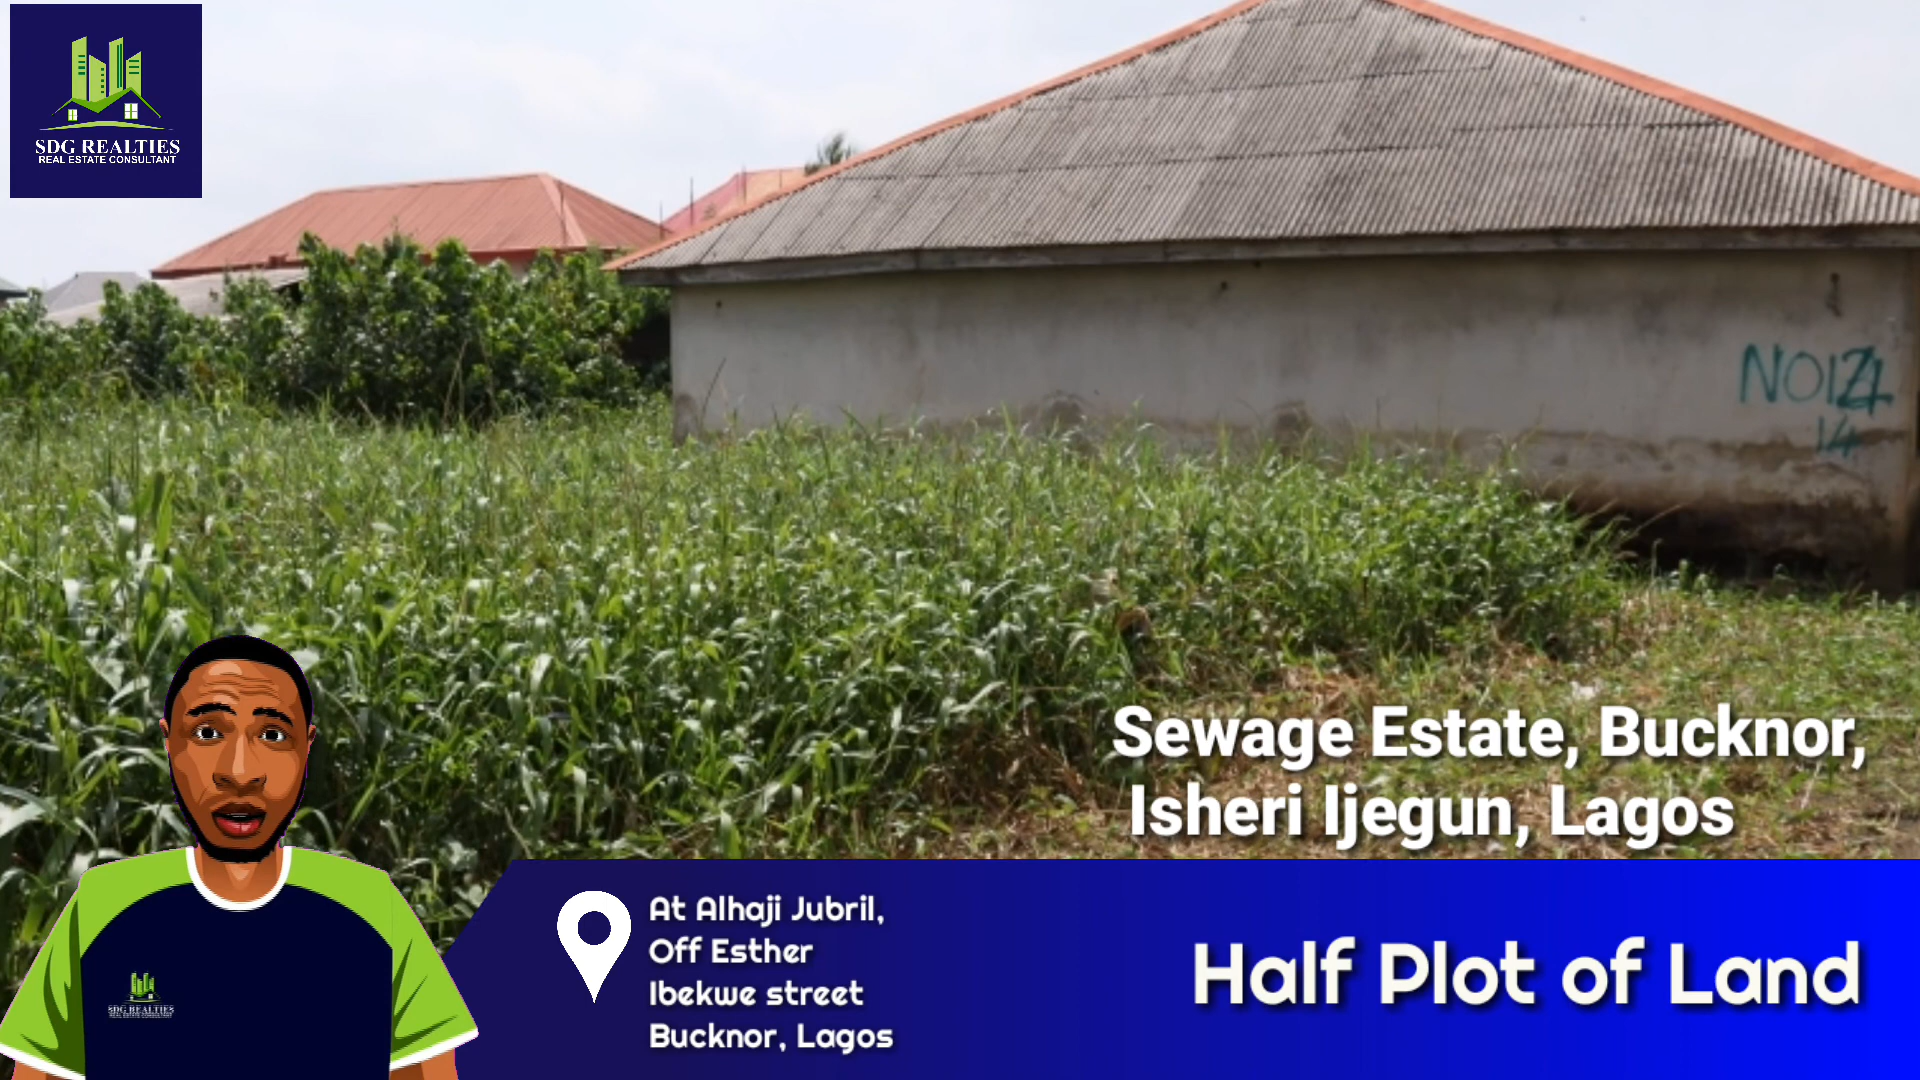 SDG REALTIES
REAL ESTATE CONSULTANT
14
Sewage Estate, Bucknor,
Isheri Ijegun, Lagos
At Alhaji Jubril,
Off Esther
Ibekwe street
Bucknor, Lagos
Half Plot of Land
SDG REALTIES